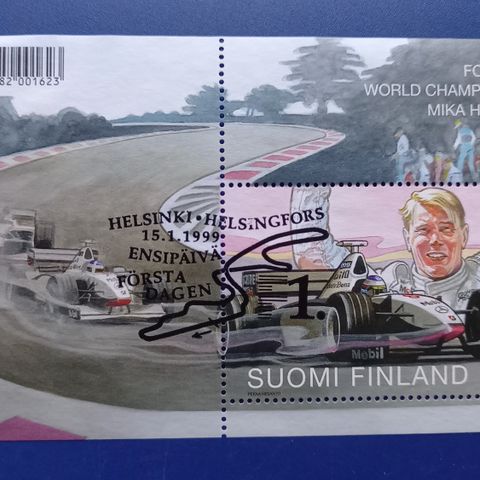 82 001623
FO
WORLD CHAMP
MIKA H
HELSINKI • HELSINGFORS
15.1.1999
ENSIPÄIVÄ
FÖRSTA
DAGEN
1.
Mobil
SUOMI FINLAND